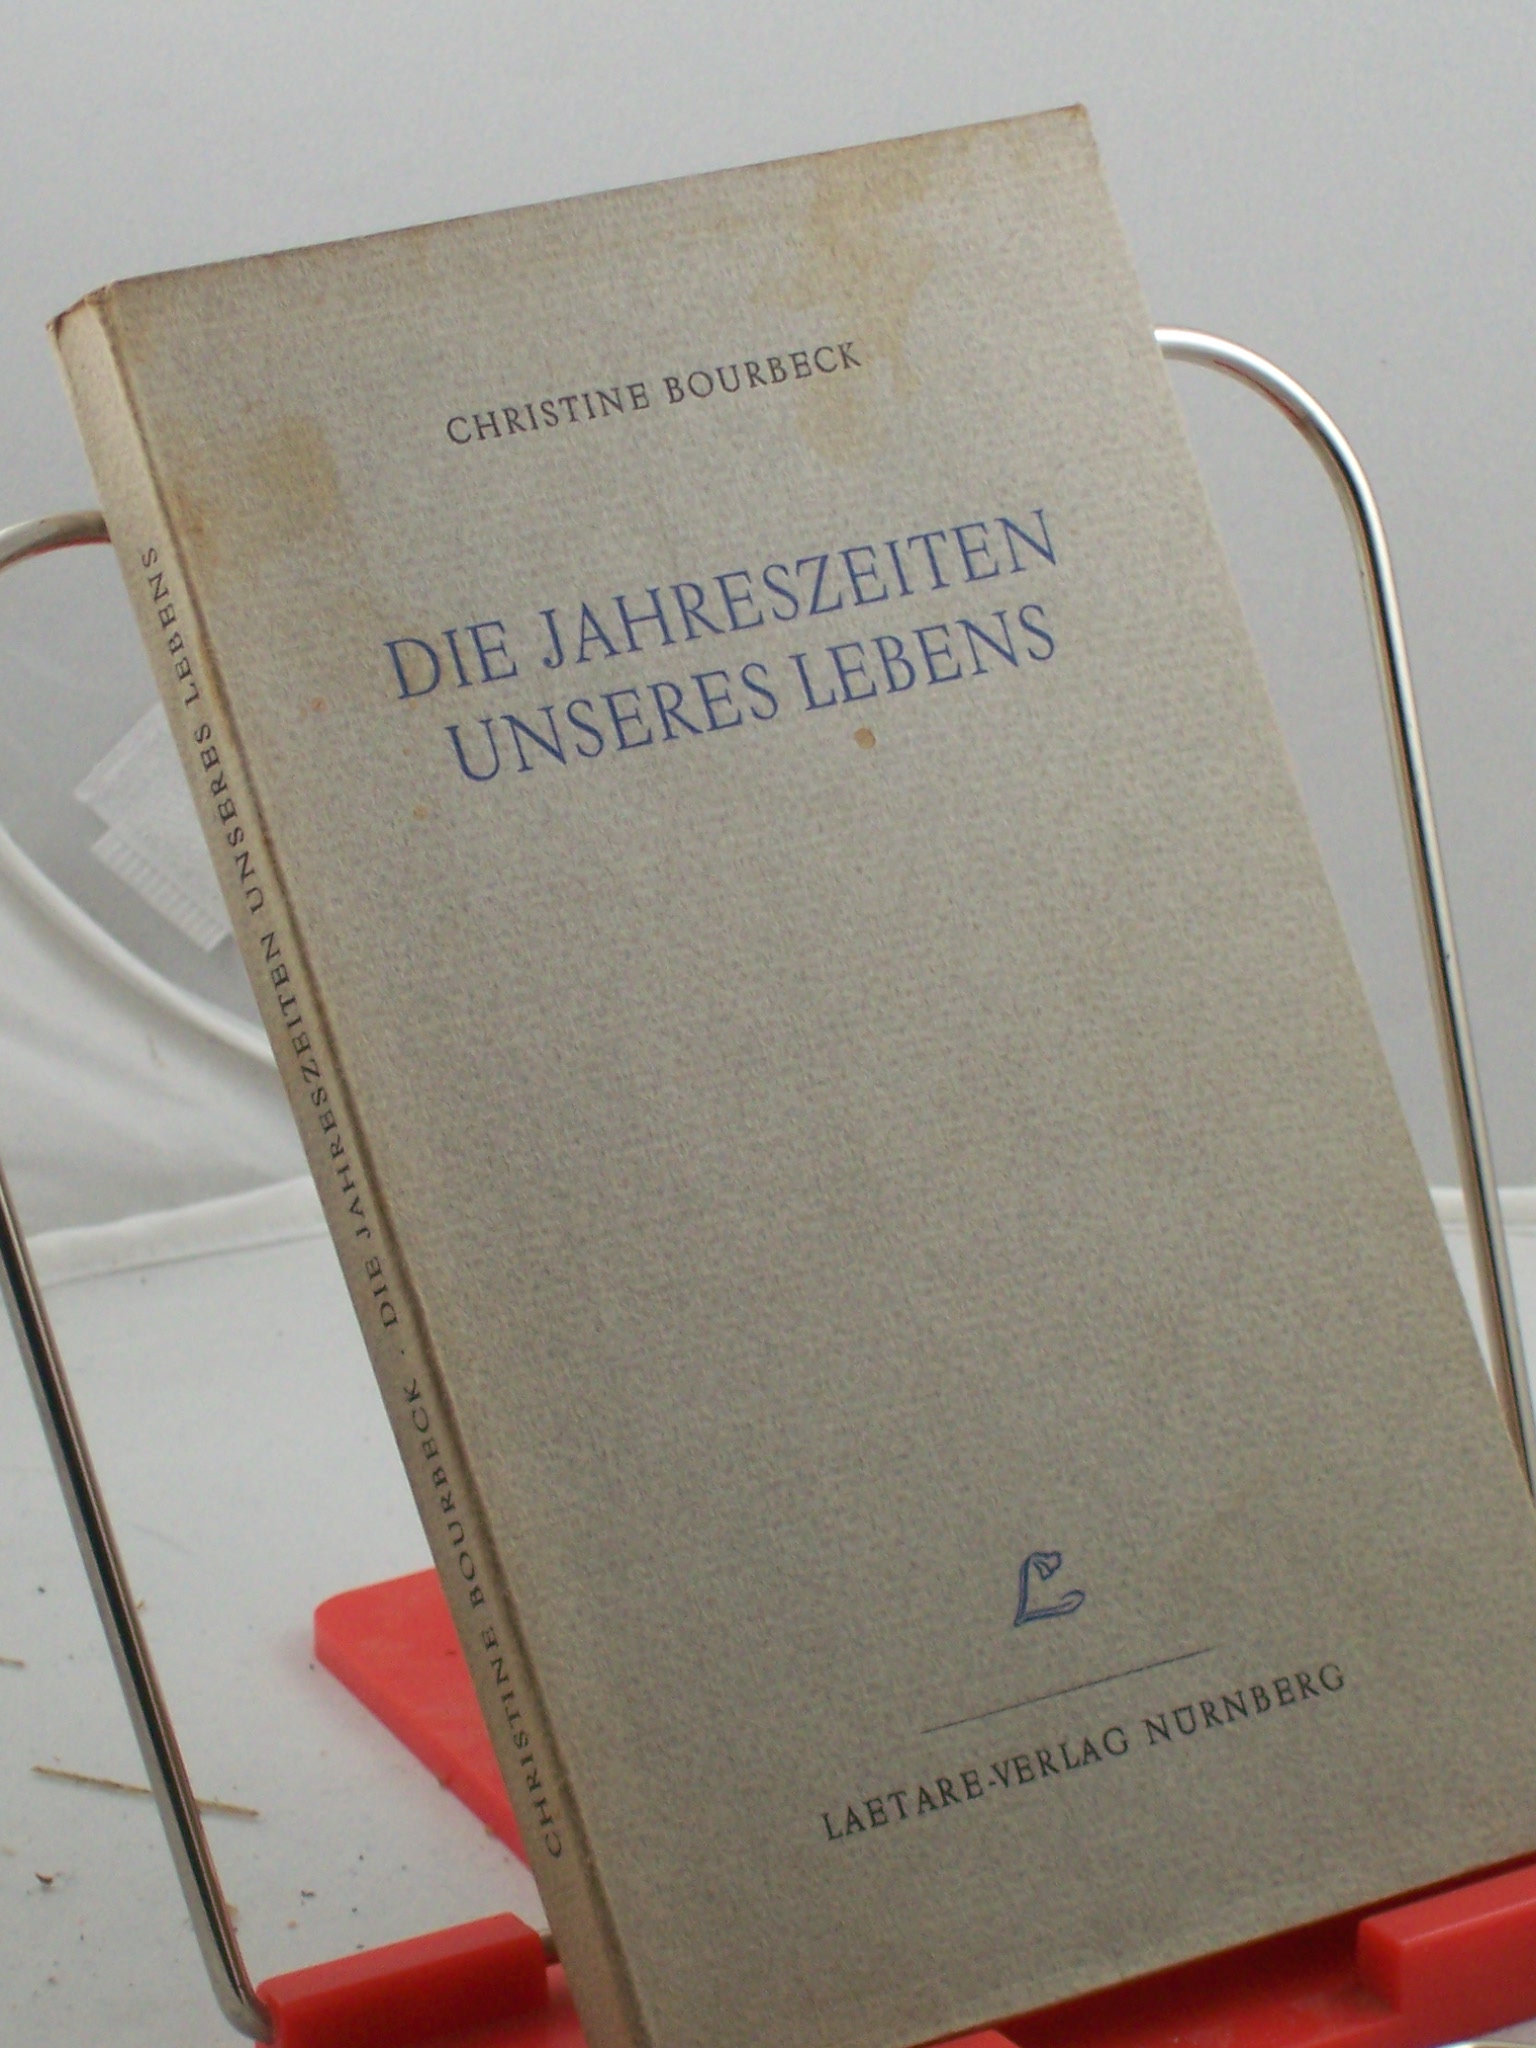 CHRISTINE BOURBECK
DIE JAHRESZEITEN
UNSERES LEBENS
L
LAETARE-VERLAG NÜRNBERG
CHRISTINE BOURBECK · DIE JAHRESZEITEN UNSERES LEBENS